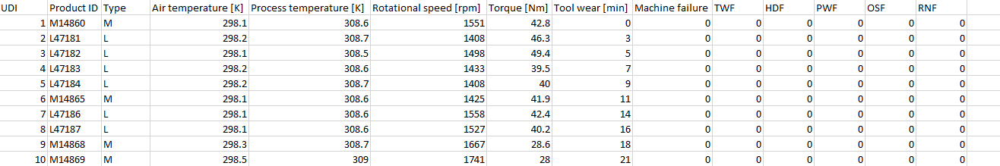 UDI Product ID Type Air temperature [K] Process temperature [K] Rotational speed [rpm] Torque [Nm] Tool wear [min] Machine failure TWF HDF PWF OSF RNF
1 M14860 M 298.1 308.6 1551 42.8 0 0 0 0 0 0 0
2 L47181 L 298.2 308.7 1408 46.3 3 0 0 0 0 0 0
3 L47182 L 298.1 308.5 1498 49.4 5 0 0 0 0 0 0
4 L47183 L 298.2 308.6 1433 39.5 7 0 0 0 0 0 0
5 L47184 L 298.2 308.7 1408 40 9 0 0 0 0 0 0
6 M14865 M 298.1 308.6 1425 41.9 11 0 0 0 0 0 0
7 L47186 L 298.1 308.6 1558 42.4 14 0 0 0 0 0 0
8 L47187 L 298.1 308.6 1527 40.2 16 0 0 0 0 0 0
9 M14868 M 298.3 308.7 1667 28.6 18 0 0 0 0 0 0
10 M14869 M 298.5 309 1741 28 21 0 0 0 0 0 0